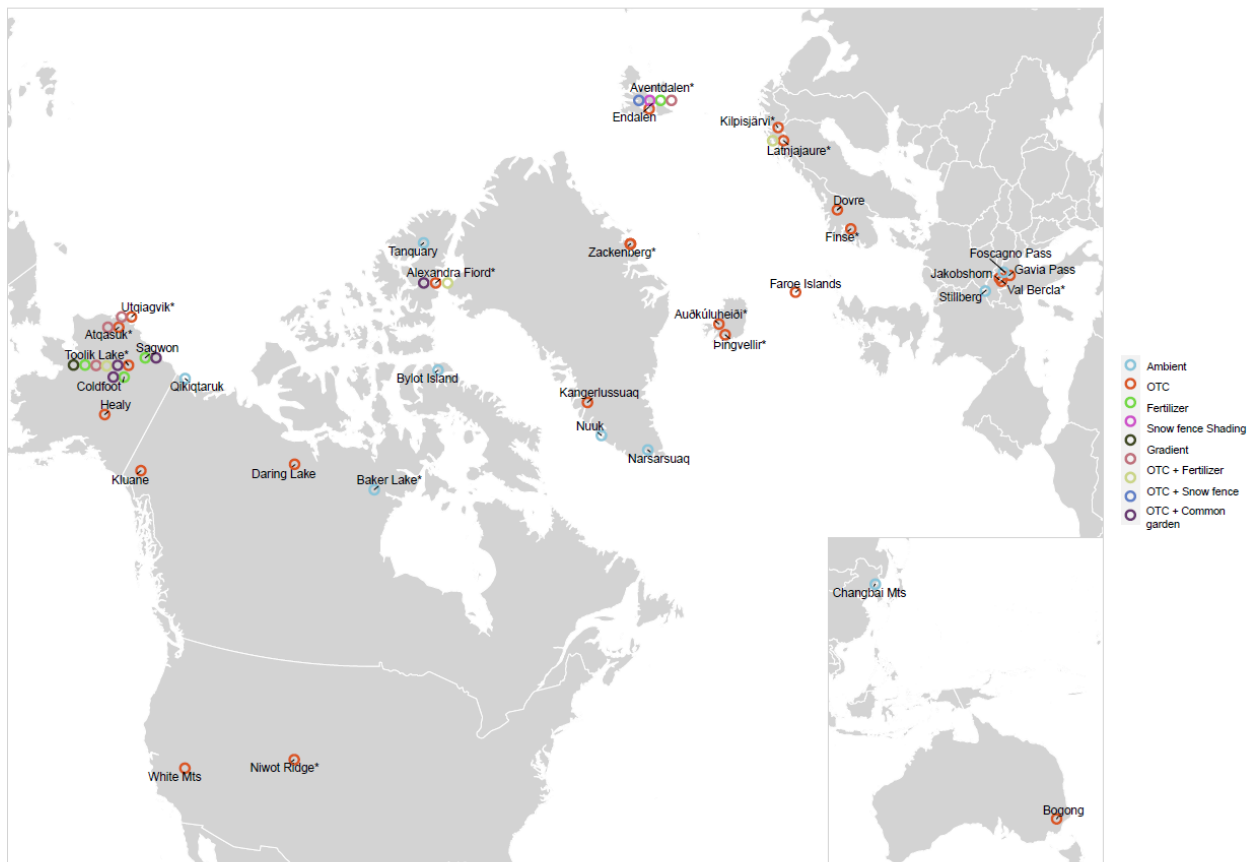 Aventdalen*
Endalen
Kilpisjärvi*
Latnjajaure*
Dovre
Finse*
Tanquary
Zackenberg*
Alexandra Fiord*
Foscagno Pass
Jakobshorn
Gavia Pass
Stillberg
Val Bercla*
Faroe Islands
Utqiagvik*
Atqasuk*
Auðkúluheiði*
Þingvellir*
Toolik Lake*
Sagwon
Coldfoot
Qikiqtaruk
Bylot Island
Healy
Kangerlussuaq
Nuuk
Narsarsuaq
Kluane
Daring Lake
Baker Lake*
White Mts
Niwot Ridge*
Changbai Mts
Bogong
Ambient
OTC
Fertilizer
Snow fence Shading
Gradient
OTC + Fertilizer
OTC + Snow fence
OTC + Common
garden